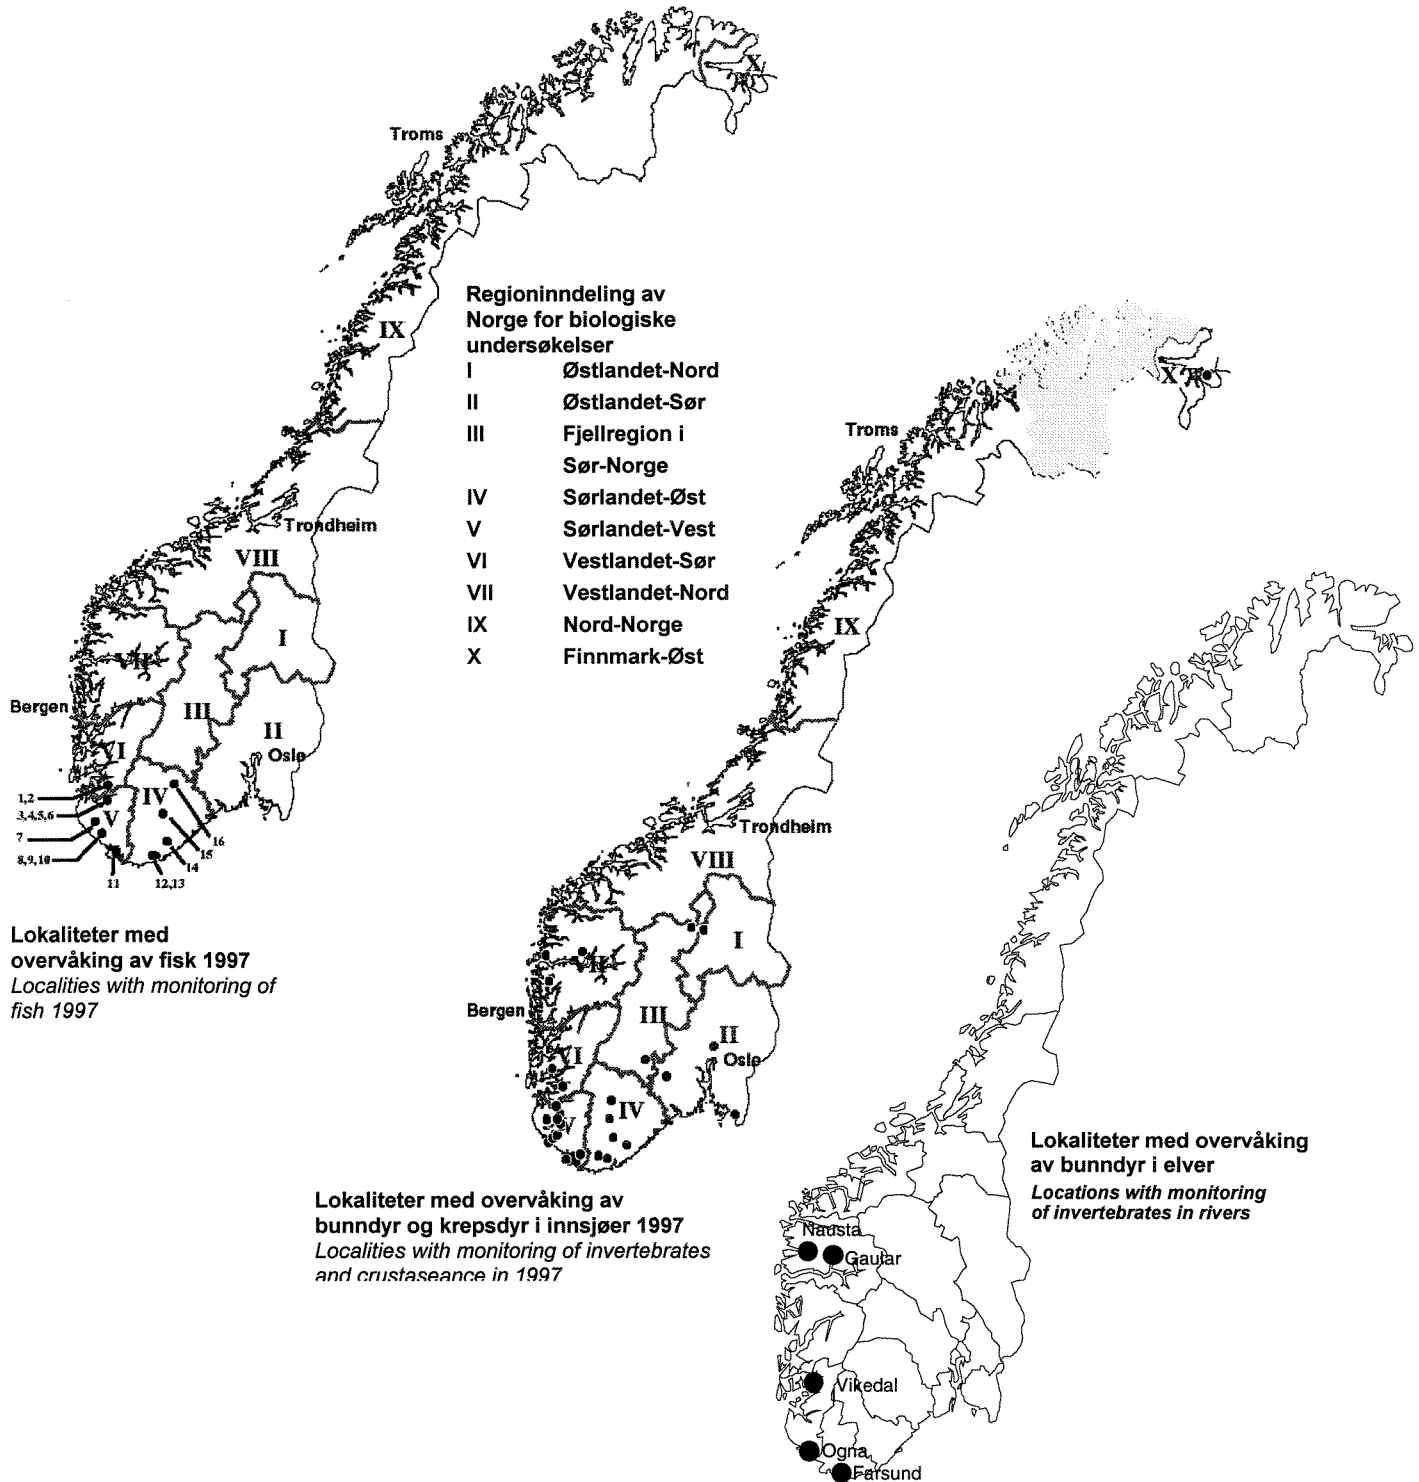 Troms
IX
X
Trondheim
VIII
I
VII
Bergen
III
II
Oslo
VI
IV
V
1,2
3,4,5,6
7
8,9,10
11
12,13
14
15
16
Lokaliteter med
overvåking av fisk 1997
Localities with monitoring of
fish 1997
Regioninndeling av
Norge for biologiske
undersøkelser
I Østlandet-Nord
II Østlandet-Sør
III Fjellregion i
Sør-Norge
IV Sørlandet-Øst
V Sørlandet-Vest
VI Vestlandet-Sør
VII Vestlandet-Nord
IX Nord-Norge
X Finnmark-Øst
Troms
X
IX
Trondheim
VIII
I
VII
Bergen
III
II
Oslo
VI
IV
V
Lokaliteter med overvåking av
bunndyr og krepsdyr i innsjøer 1997
Localities with monitoring of invertebrates
and crustaseance in 1997
Lokaliteter med overvåking
av bunndyr i elver
Locations with monitoring
of invertebrates in rivers
Nausta
Gaular
Vikedal
Ogna
Farsund